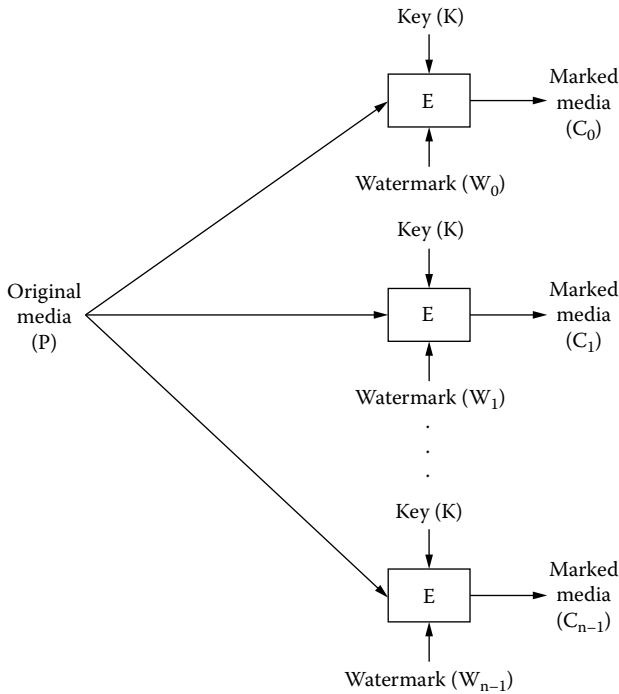 Key (K)
E
Marked
media
(C₀)
Watermark (W₀)
Key (K)
Original
media
(P)
E
Marked
media
(C₁)
Watermark (W₁)
.
.
.
Key (K)
E
Marked
media
(Cₙ₋₁)
Watermark (Wₙ₋₁)